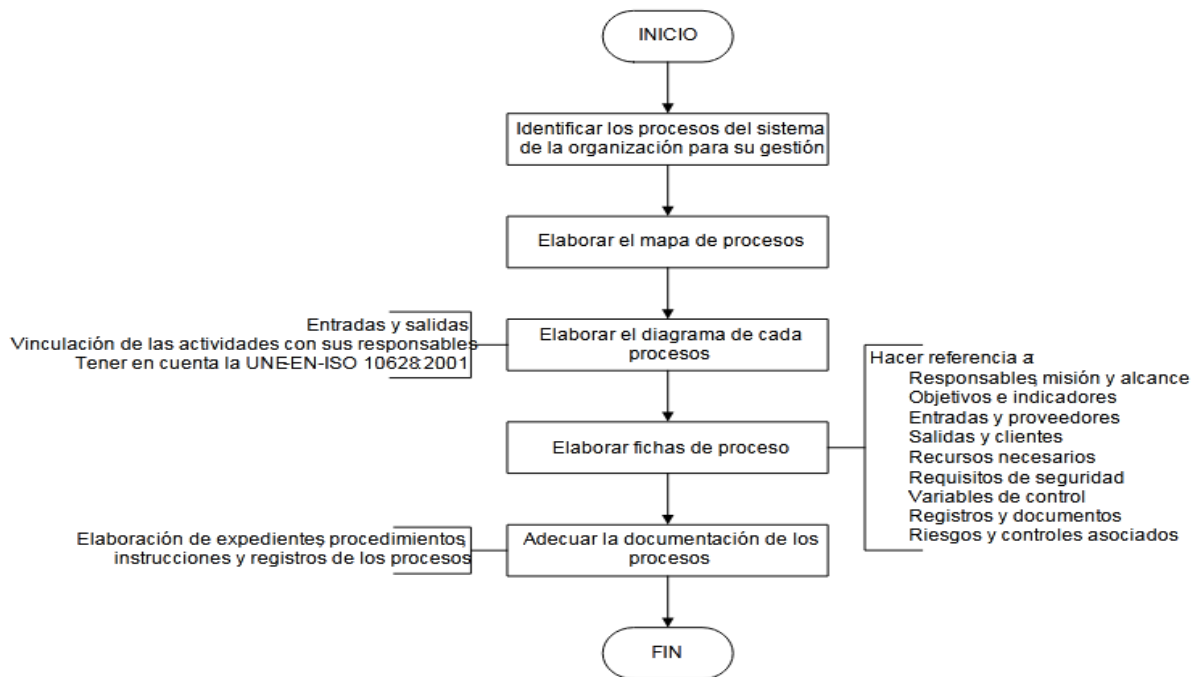 INICIO
Identificar los procesos del sistema
de la organización para su gestión
Elaborar el mapa de procesos
Entradas y salidas
Vinculación de las actividades con sus responsables
Tener en cuenta la UNE-EN-ISO 10628:2001
Elaborar el diagrama de cada
procesos
Hacer referencia a:
Responsables, misión y alcance
Objetivos e indicadores
Entradas y proveedores
Salidas y clientes
Recursos necesarios
Requisitos de seguridad
Variables de control
Registros y documentos
Riesgos y controles asociados
Elaborar fichas de proceso
Elaboración de expedientes, procedimientos,
instrucciones y registros de los procesos
Adecuar la documentación de los
procesos
FIN